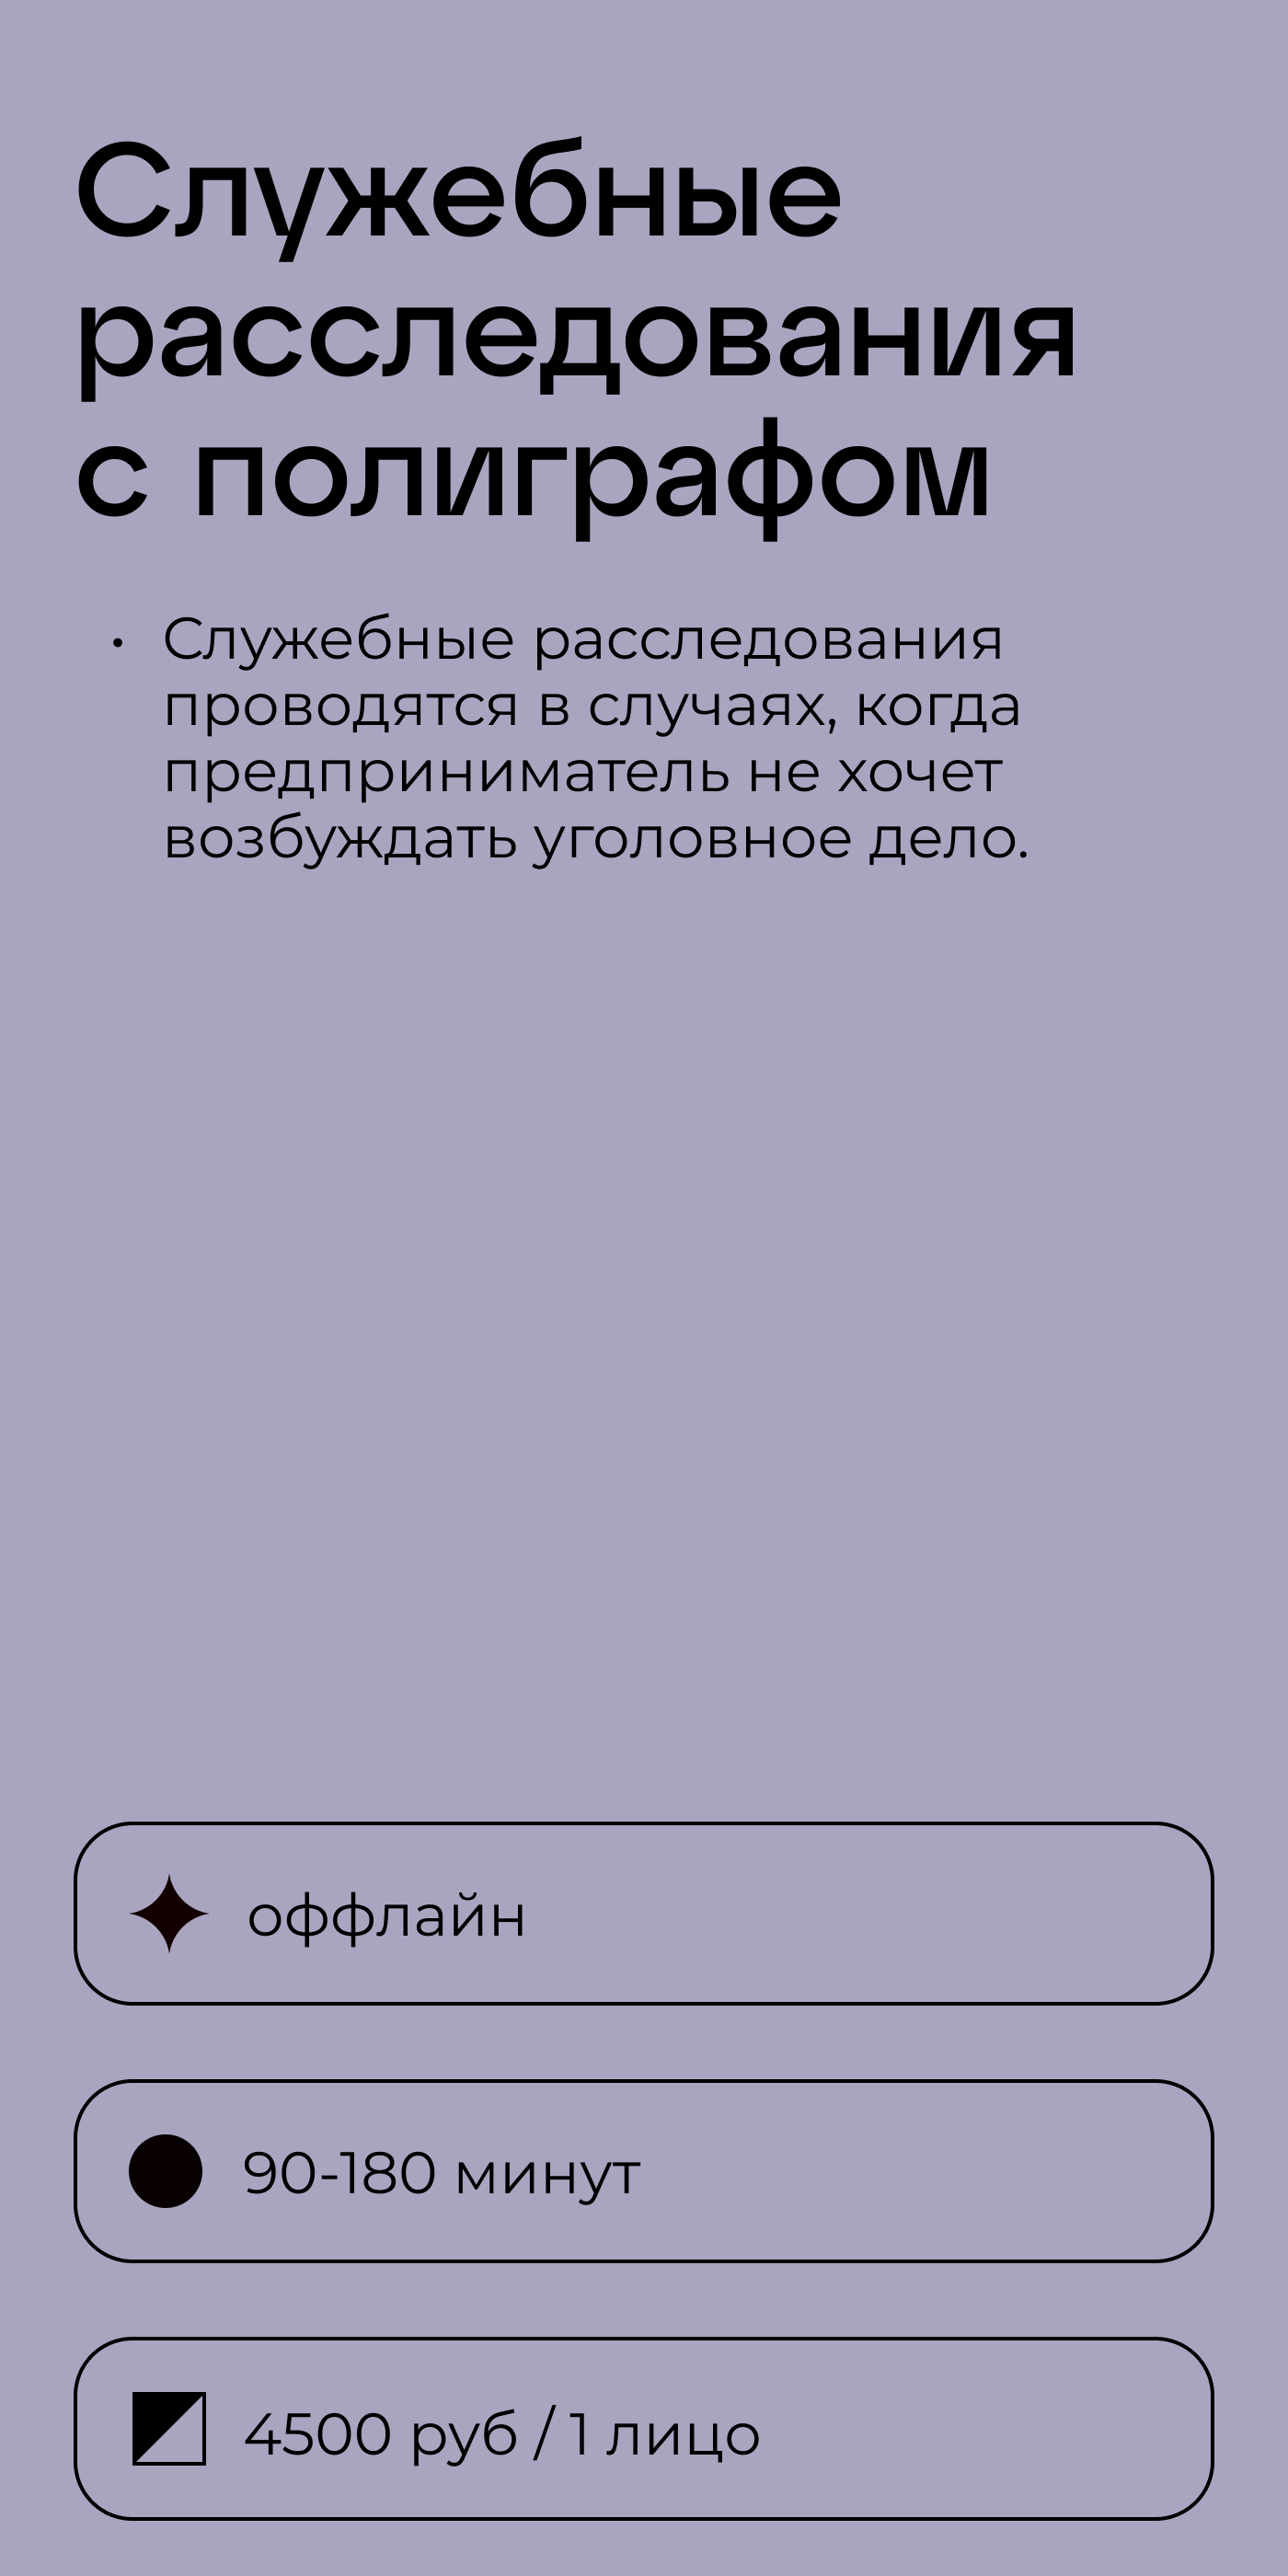 Служебные
расследования
с полиграфом
• Служебные расследования
проводятся в случаях, когда
предприниматель не хочет
возбуждать уголовное дело.
оффлайн
90-180 минут
4500 руб / 1 лицо